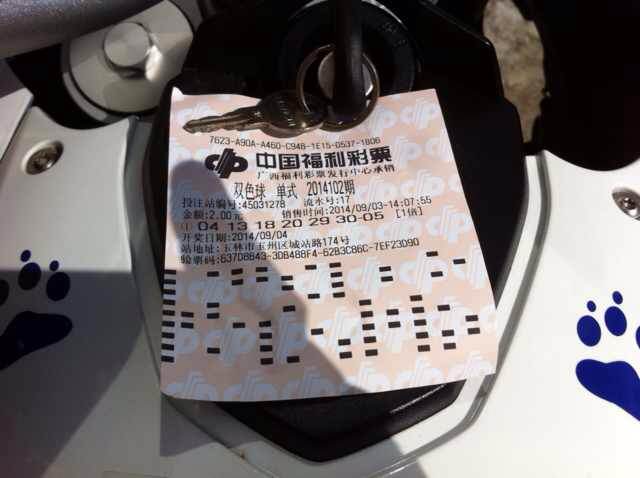 7623-A90A-A460-C94B-1E15-0537-1B06
中国福利彩票
广西福利彩票发行中心承销
双色球 单式 2014102期
投注站编号:45031278 流水号:17
金额:2.00元 销售时间:2014/09/03-14:07:55
① 04 13 18 20 29 30-05 [1倍]
开奖日期:2014/09/04
站地址:玉林市玉州区城站路174号
验票码:637D8843-3DB488F4-62B3C86C-7EF23D90